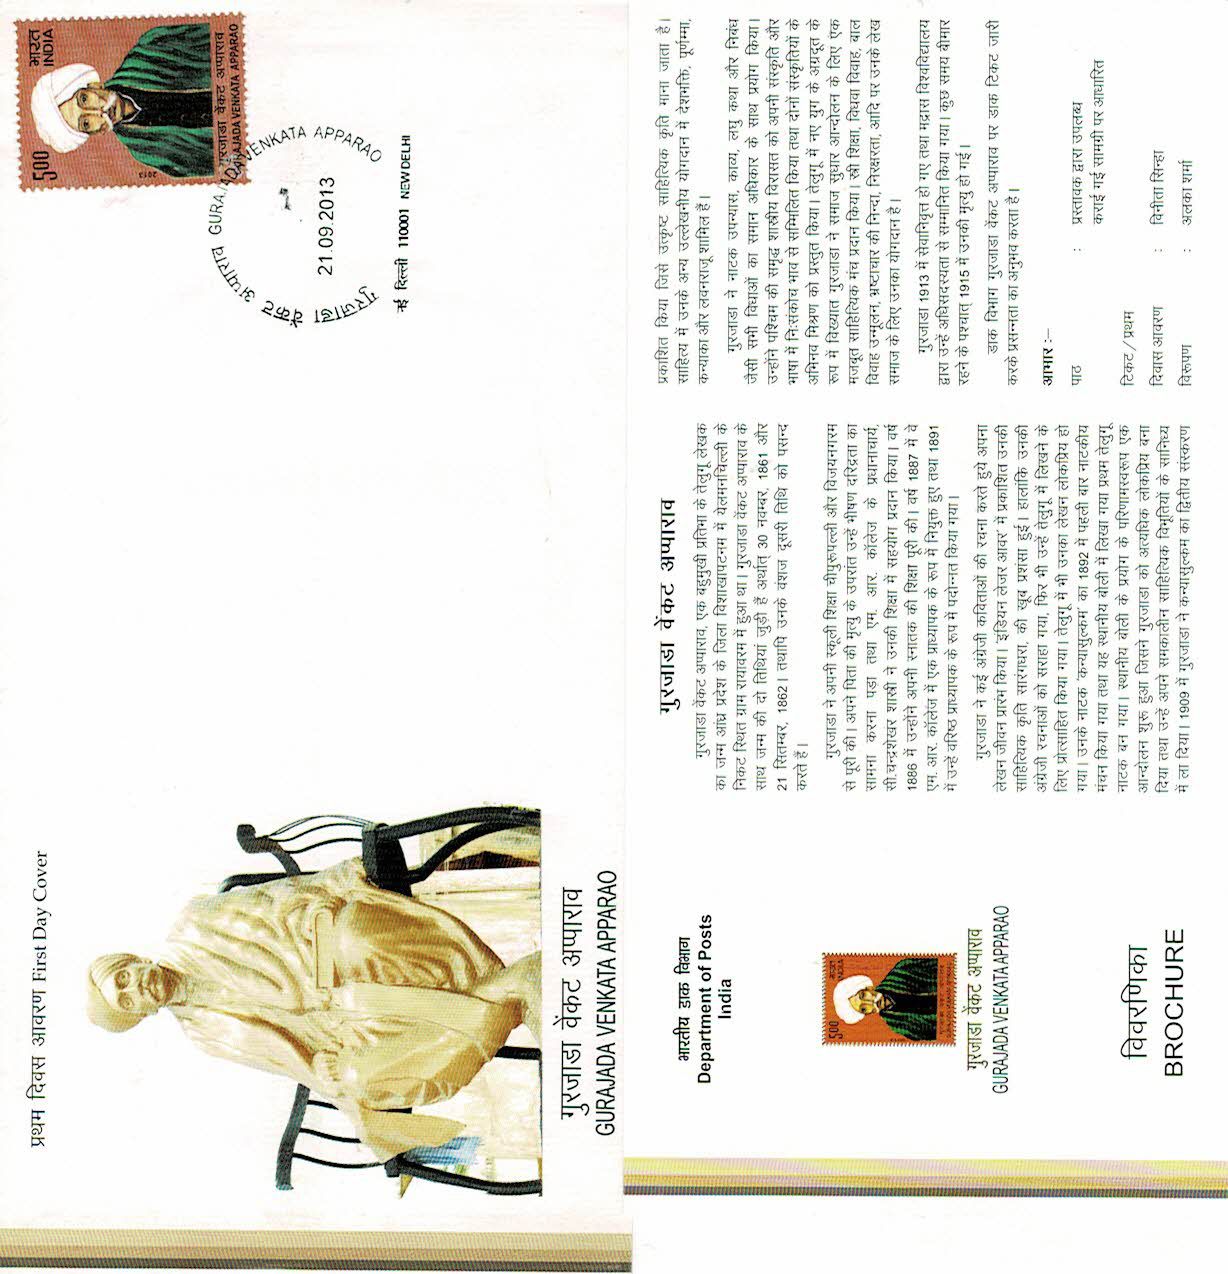 प्रथम दिवस आवरण First Day Cover
5.00
भारत
INDIA
2013
गुरजाडा वेंकट अप्पाराव
GURAJADA VENKATA APPARAO
गुरजाडा वेंकट अप्पाराव GURAJADA VENKATA APPARAO
21.09.2013
नई दिल्ली 110001 NEW DELHI
गुरजाडा वेंकट अप्पाराव
GURAJADA VENKATA APPARAO
भारतीय डाक विभाग
Department of Posts
India
5.00
भारत
INDIA
गुरजाडा वेंकट अप्पाराव
GURAJADA VENKATA APPARAO
गुरजाडा वेंकट अप्पाराव
GURAJADA VENKATA APPARAO
विवरणिका
BROCHURE
गुरजाडा वेंकट अप्पाराव
गुरजाडा वेंकट अप्पाराव, एक बहुमुखी प्रतिभा के तेलुगू लेखक
का जन्म आंध्र प्रदेश के जिला विशाखापटनम में येलमनचिल्ली के
निकट स्थित ग्राम रायावरम में हुआ था। गुरजाडा वेंकट अप्पाराव के
साथ जन्म की दो तिथियां जुड़ी हैं अर्थात् 30 नवम्बर, 1861 और
21 सितम्बर, 1862। तथापि उनके वंशज दूसरी तिथि को पसन्द
करते हैं।
गुरजाडा ने अपनी स्कूली शिक्षा चीपुरूपल्ली और विजयनगरम
से पूरी की। अपने पिता की मृत्यु के उपरांत उन्हें भीषण दरिद्रता का
सामना करना पडा तथा एम. आर. कॉलेज के प्रधानाचार्य,
सी.चन्द्रशेखर शास्त्री ने उनकी शिक्षा में सहयोग प्रदान किया। वर्ष
1886 में उन्होंने अपनी स्नातक की शिक्षा पूरी की। वर्ष 1887 में वे
एम. आर. कॉलेज में एक प्राध्यापक के रूप में नियुक्त हुए तथा 1891
में उन्हें वरिष्ठ प्राध्यापक के रूप में पदोन्नत किया गया।
गुरजाडा ने कई अंग्रेजी कविताओं की रचना करते हुये अपना
लेखन जीवन प्रारंभ किया। 'इंडियन लेजर आवर' में प्रकाशित उनकी
साहित्यिक कृति सारंगधरा, की खूब प्रशंसा हुई। हालांकि उनकी
अंग्रेजी रचनाओं को सराहा गया, फिर भी उन्हें तेलुगू में लिखने के
लिए प्रोत्साहित किया गया। तेलुगू में भी उनका लेखन लोकप्रिय हो
गया। उनके नाटक 'कन्यासुल्कम' का 1892 में पहली बार नाटकीय
मंचन किया गया तथा यह स्थानीय बोली में लिखा गया प्रथम तेलुगू
नाटक बन गया। स्थानीय बोली के प्रयोग के परिणामस्वरूप एक
आन्दोलन शुरू हुआ जिसने गुरजाडा को अत्यधिक लोकप्रिय बना
दिया तथा उन्हें अपने समकालीन साहित्यिक विभूतियों के सानिध्य
में ला दिया। 1909 में गुरजाडा ने कन्यासुल्कम का द्वितीय संस्करण
प्रकाशित किया जिसे उत्कृष्ट साहित्यिक कृति माना जाता है।
साहित्य में उनके अन्य उल्लेखनीय योगदान में देशभक्ति, पूर्णम्मा,
कन्याका और लवनराजू शामिल हैं।
गुरजाडा ने नाटक उपन्यास, काव्य, लघु कथा और निबंध
जैसी सभी विधाओं का समान अधिकार के साथ प्रयोग किया।
उन्होंने पश्चिम की समृद्ध शास्त्रीय विरासत को अपनी संस्कृति और
भाषा में निःसंकोच भाव से सम्मिलित किया तथा दोनों संस्कृतियों के
अभिनव मिश्रण को प्रस्तुत किया। तेलुगू में नए युग के अग्रदूत के
रूप में विख्यात गुरजाडा ने समाज सुधार आन्दोलन के लिए एक
मजबूत साहित्यिक मंच प्रदान किया। स्त्री शिक्षा, विधवा विवाह, बाल
विवाह उन्मूलन, भ्रष्टाचार की निन्दा, निरक्षरता, आदि पर उनके लेख
समाज के लिए उनका योगदान है।
गुरजाडा 1913 में सेवानिवृत्त हो गए तथा मद्रास विश्वविद्यालय
द्वारा उन्हें अधिसदस्यता से सम्मानित किया गया। कुछ समय बीमार
रहने के पश्चात् 1915 में उनकी मृत्यु हो गई।
डाक विभाग गुरजाडा वेंकट अप्पाराव पर डाक टिकट जारी
करके प्रसन्नता का अनुभव करता है।
आभार :–
पाठ : प्रस्तावक द्वारा उपलब्ध
कराई गई सामग्री पर आधारित
टिकट / प्रथम
दिवास आवरण : विनीता सिन्हा
विरूपण : अलका शर्मा